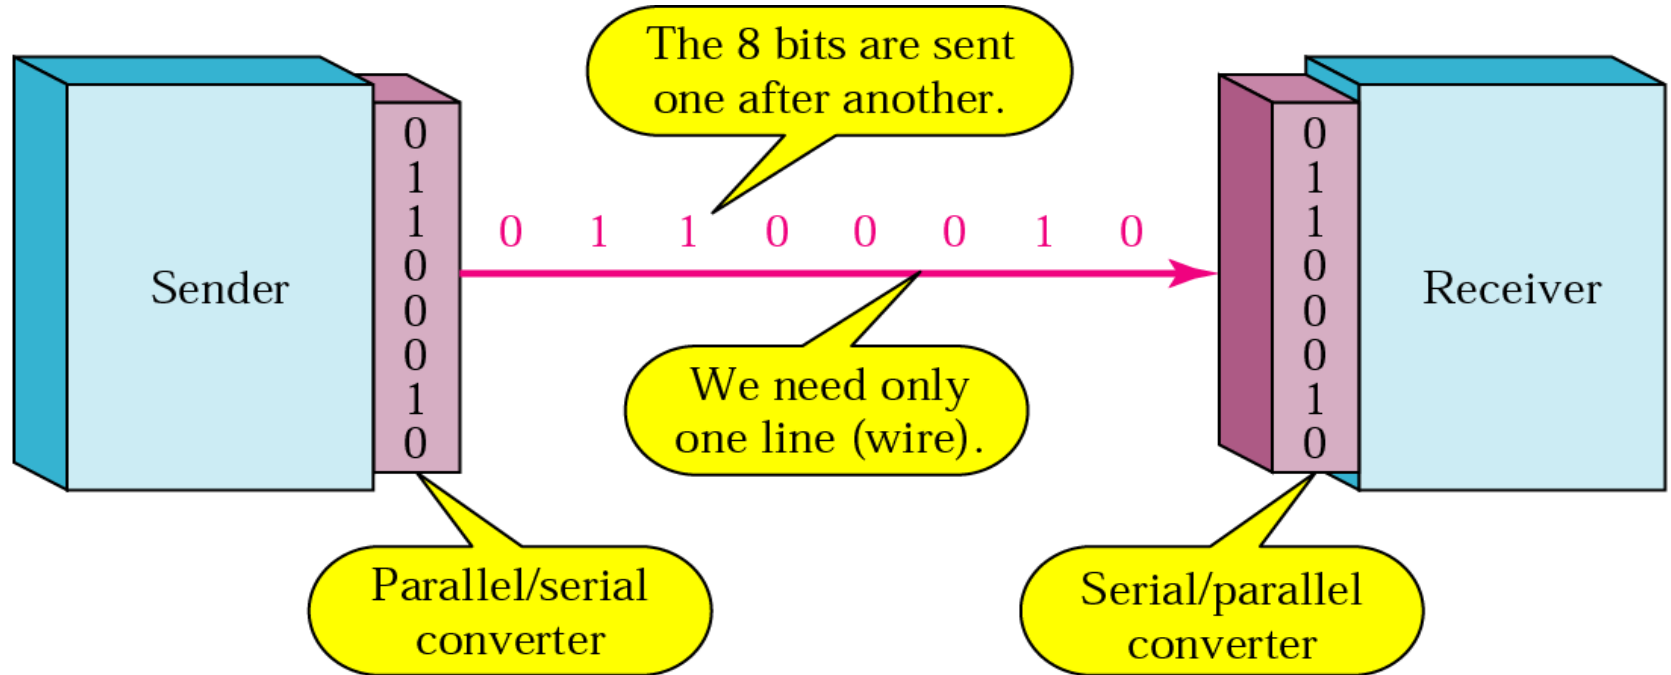 The 8 bits are sent
one after another.
0
1
1
0
0
0
1
0
0 1 1 0 0 0 1 0
0
1
1
0
0
0
1
0
Sender
Receiver
We need only
one line (wire).
Parallel/serial
converter
Serial/parallel
converter